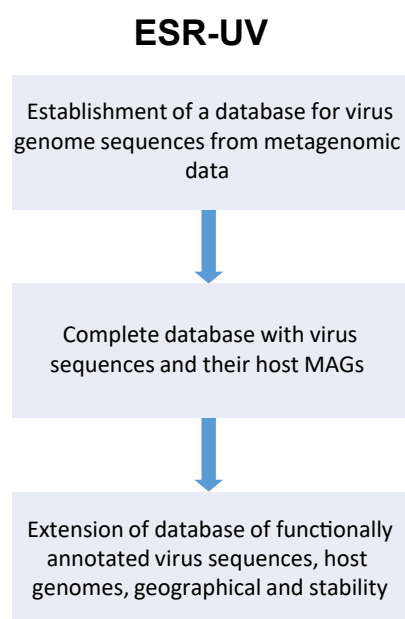 ESR-UV
Establishment of a database for virus
genome sequences from metagenomic
data
Complete database with virus
sequences and their host MAGs
Extension of database of functionally
annotated virus sequences, host
genomes, geographical and stability